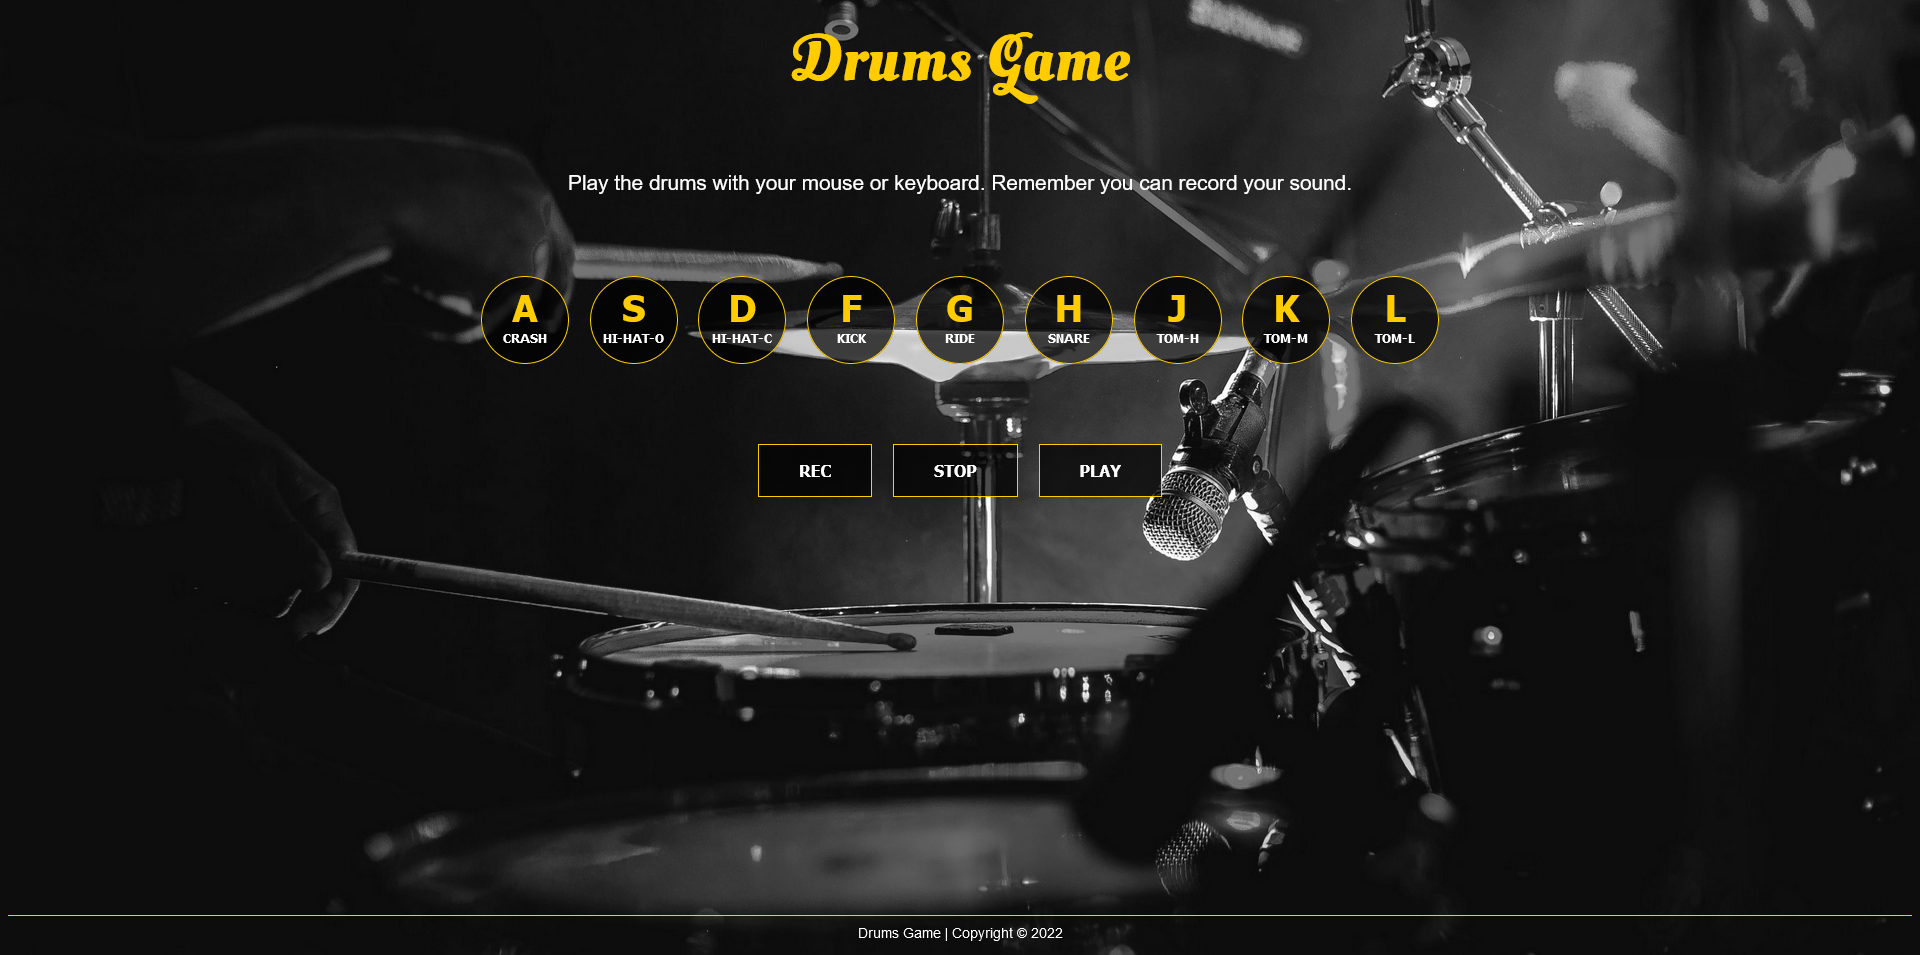 Drums Game
Play the drums with your mouse or keyboard. Remember you can record your sound.
A S D F G H J K L
CRASH HI-HAT-O HI-HAT-C KICK RIDE SNARE TOM-H TOM-M TOM-L
REC STOP PLAY
Drums Game | Copyright © 2022